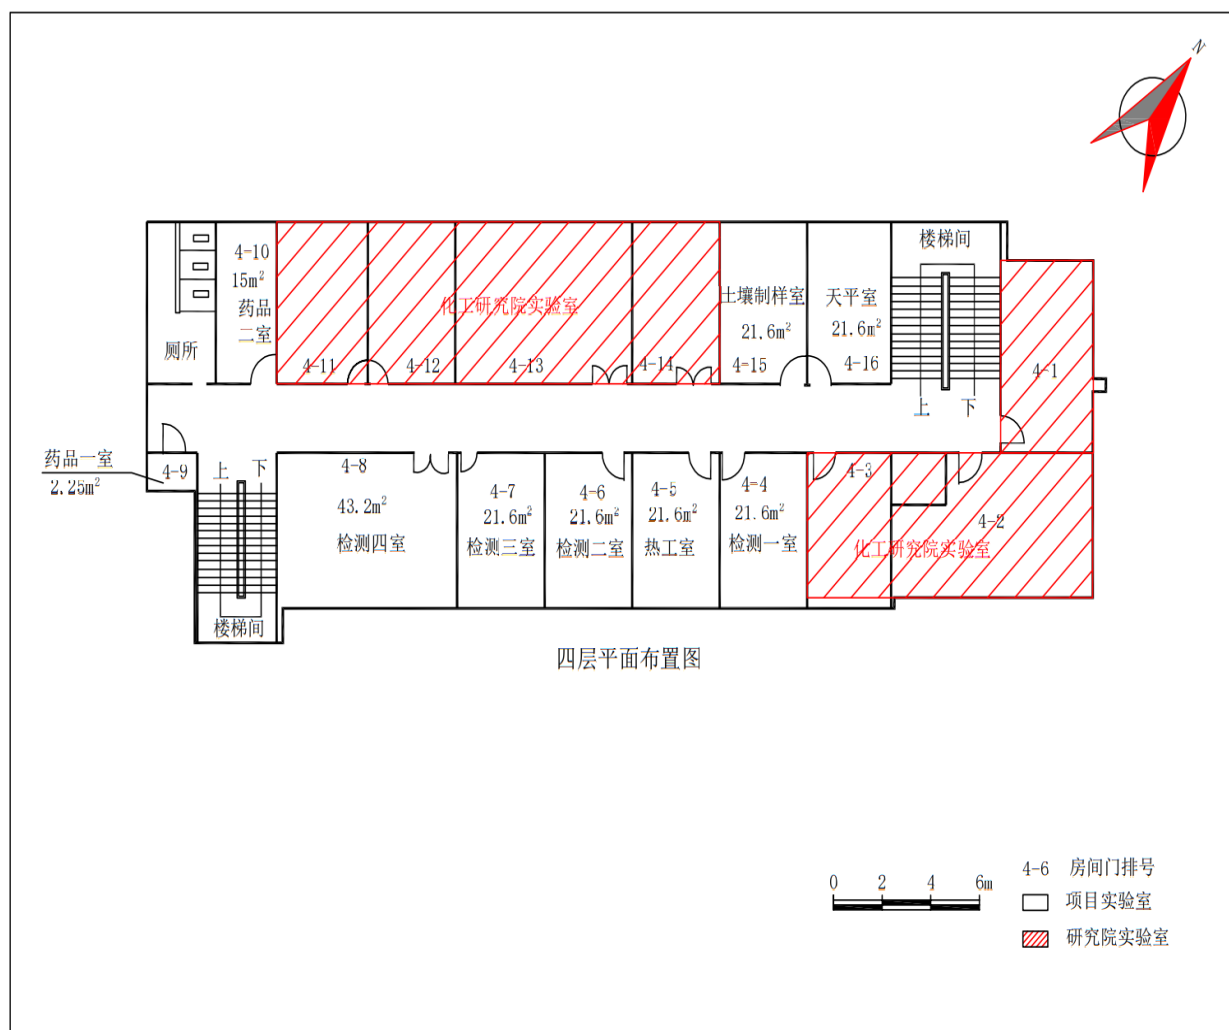 N
楼梯间
4-10
15m²
药品
二室
厕所
化工研究院实验室
4-11
4-12
4-13
4-14
土壤制样室
21.6m²
4=15
天平室
21.6m²
4-16
上
下
4-1
药品一室
2.25m²
4-9
上
下
楼梯间
4-8
43.2m²
检测四室
4-7
21.6m²
检测三室
4=6
21.6m²
检测二室
4-5
21.6m²
热工室
4=4
21.6m²
检测一室
4-3
4-2
化工研究院实验室
四层平面布置图
0 2 4 6m
4-6 房间门排号
项目实验室
研究院实验室